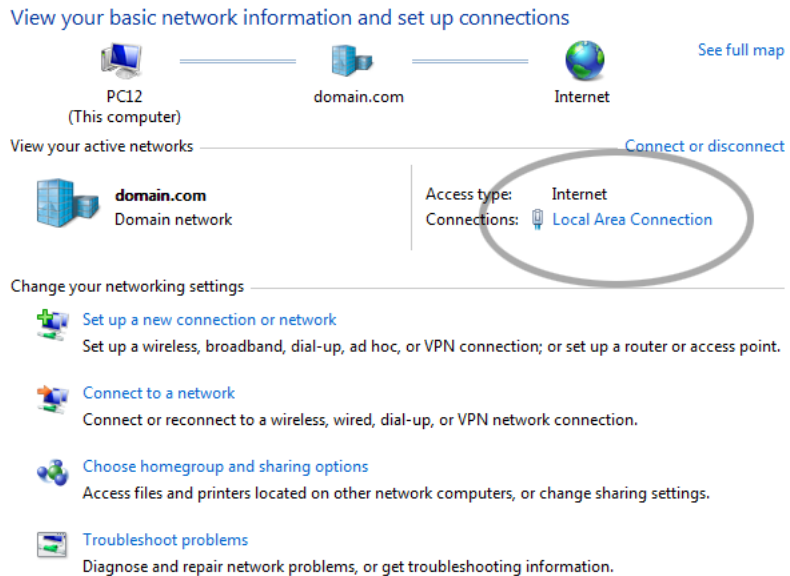 View your basic network information and set up connections
See full map
PC12
(This computer)
domain.com
Internet
View your active networks
Connect or disconnect
domain.com
Domain network
Access type: Internet
Connections: Local Area Connection
Change your networking settings
Set up a new connection or network
Set up a wireless, broadband, dial-up, ad hoc, or VPN connection; or set up a router or access point.
Connect to a network
Connect or reconnect to a wireless, wired, dial-up, or VPN network connection.
Choose homegroup and sharing options
Access files and printers located on other network computers, or change sharing settings.
Troubleshoot problems
Diagnose and repair network problems, or get troubleshooting information.